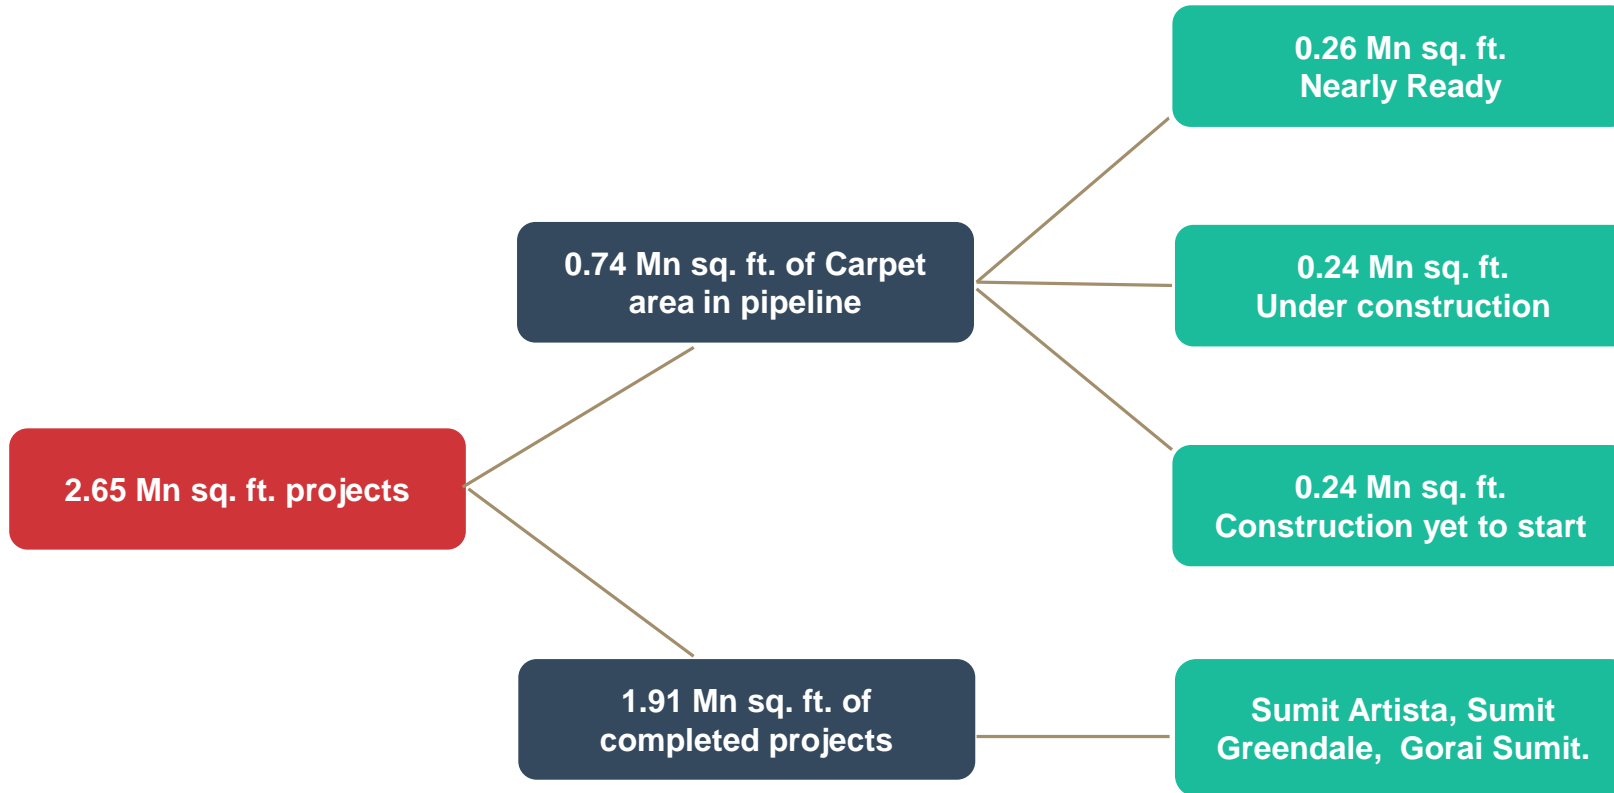 0.26 Mn sq. ft.
Nearly Ready
0.74 Mn sq. ft. of Carpet
area in pipeline
0.24 Mn sq. ft.
Under construction
2.65 Mn sq. ft. projects
0.24 Mn sq. ft.
Construction yet to start
1.91 Mn sq. ft. of
completed projects
Sumit Artista, Sumit
Greendale,  Gorai Sumit.